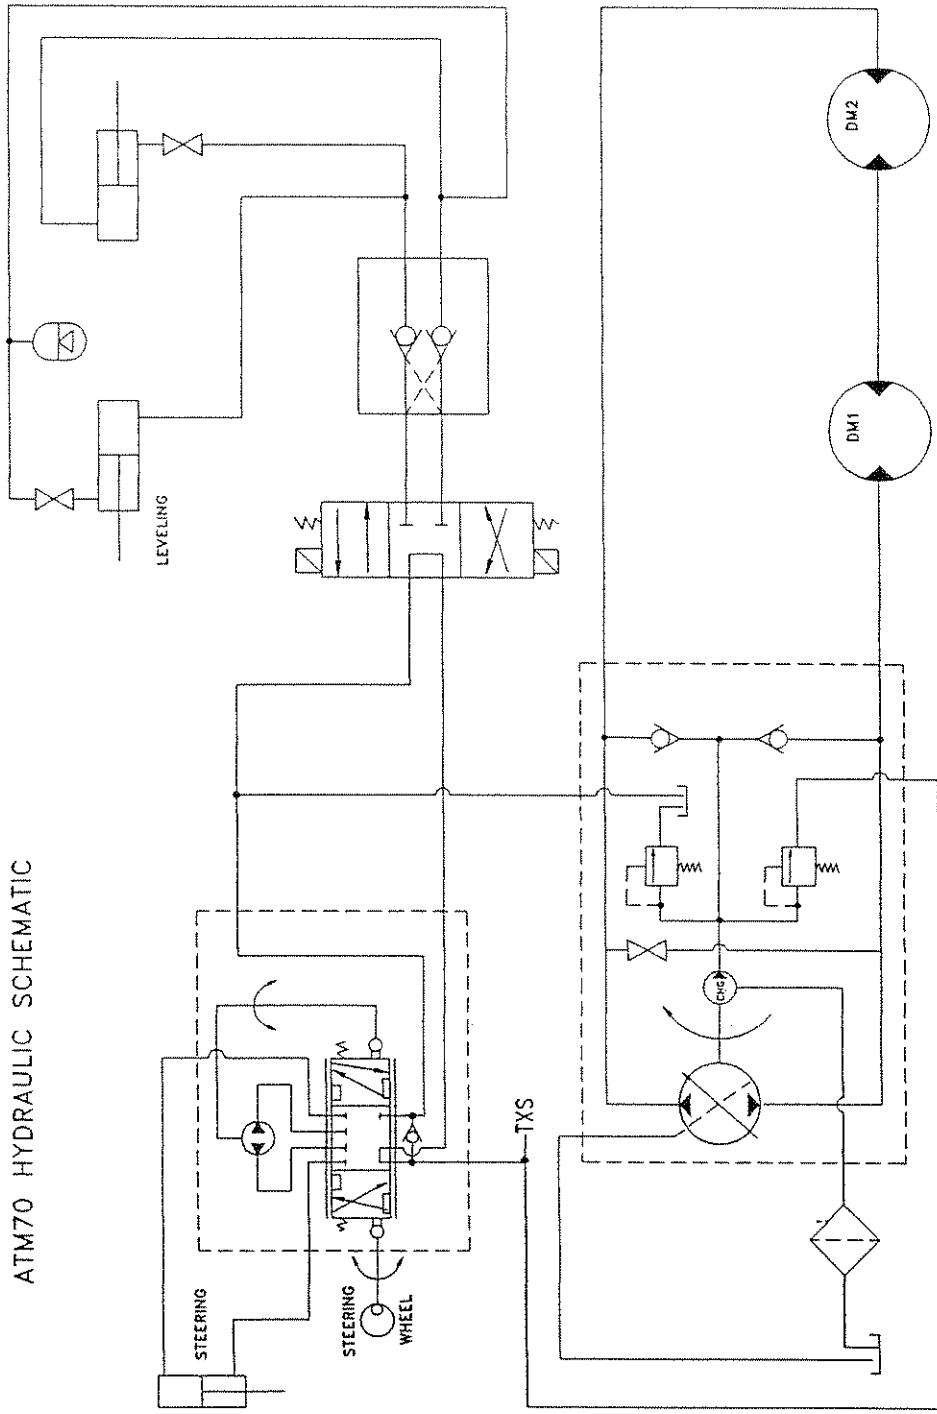 ATM70 HYDRAULIC SCHEMATIC
STEERING
STEERING
WHEEL
LEVELING
TXS
CHG
DM1
DM2